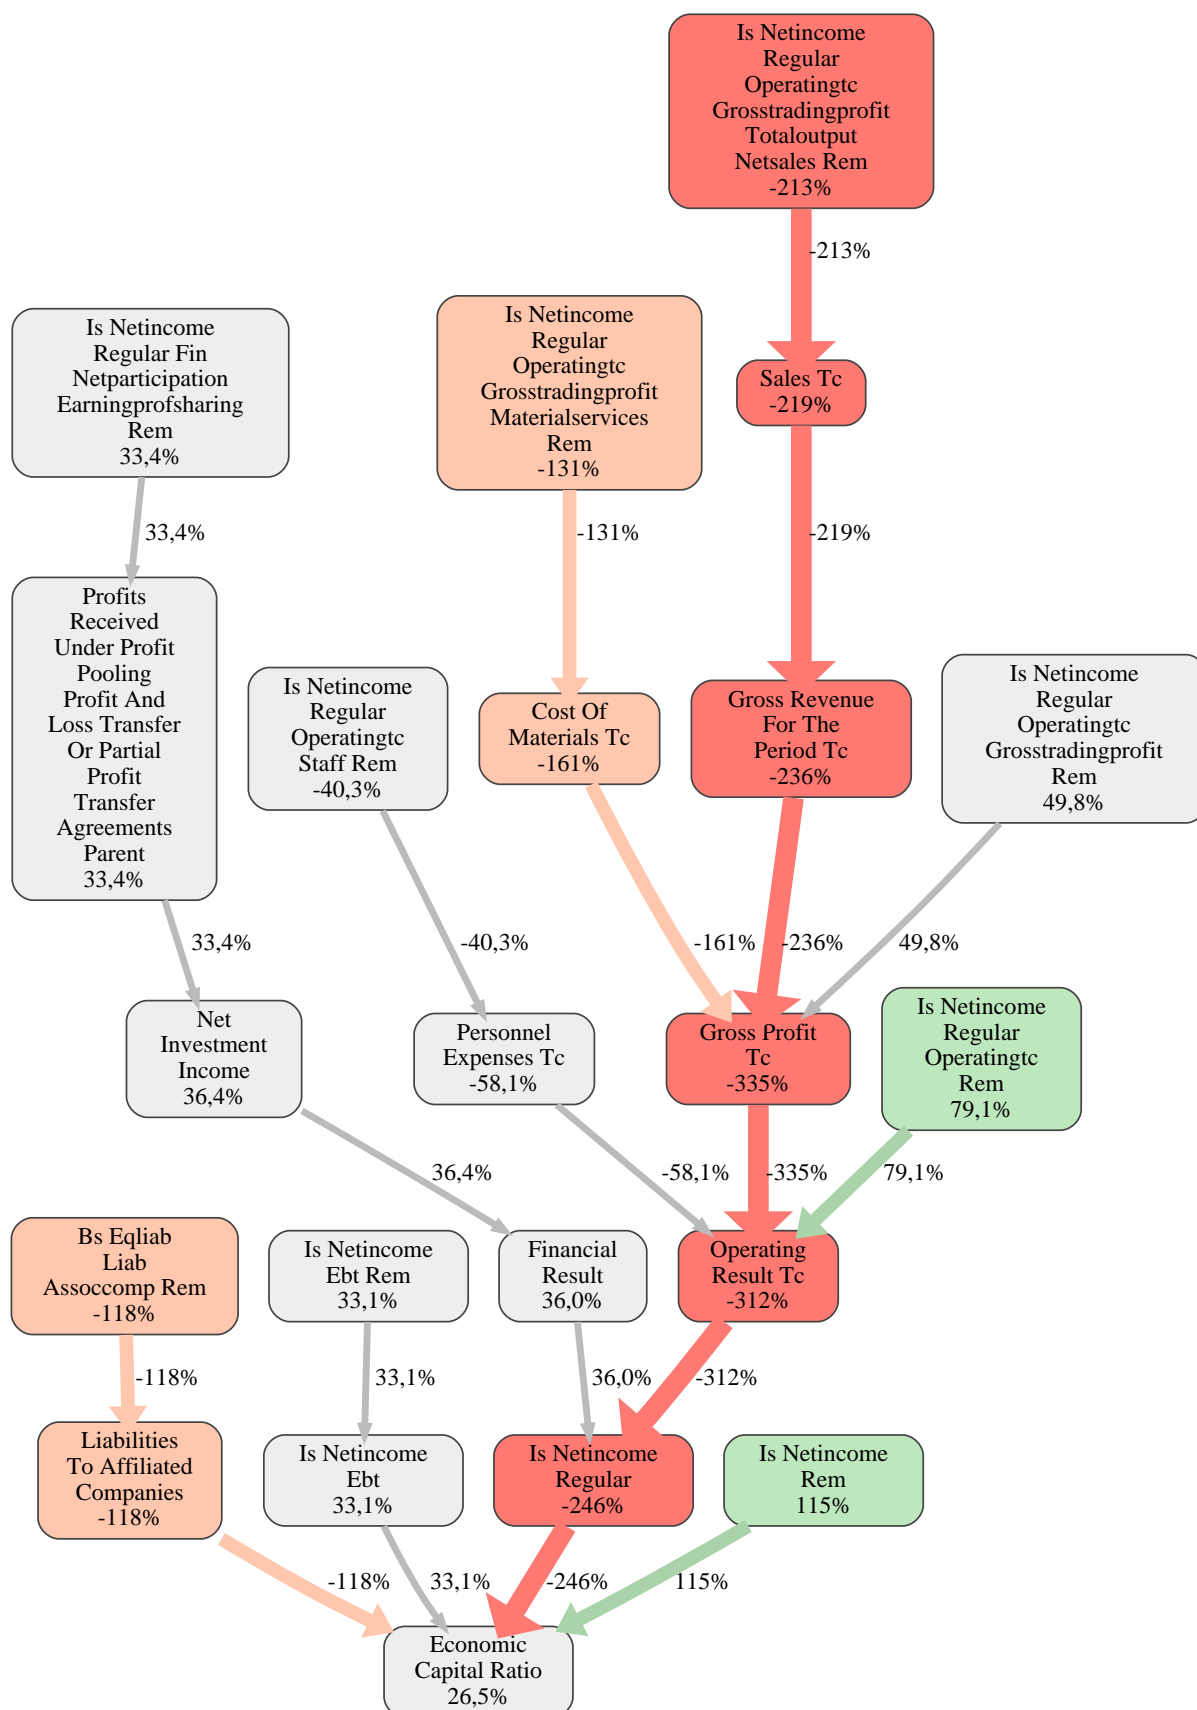 Is Netincome
Regular
Operatingtc
Grosstradingprofit
Totaloutput
Netsales Rem
-213%
-213%
Is Netincome
Regular Fin
Netparticipation
Earningprofsharing
Rem
33,4%
Is Netincome
Regular
Operatingtc
Grosstradingprofit
Materialservices
Rem
-131%
Sales Tc
-219%
33,4%
-131%
-219%
Profits
Received
Under Profit
Pooling
Profit And
Loss Transfer
Or Partial
Profit
Transfer
Agreements
Parent
33,4%
Is Netincome
Regular
Operatingtc
Staff Rem
-40,3%
Cost Of
Materials Tc
-161%
Gross Revenue
For The
Period Tc
-236%
Is Netincome
Regular
Operatingtc
Grosstradingprofit
Rem
49,8%
33,4%
-40,3%
-161%
-236%
49,8%
Net
Investment
Income
36,4%
Personnel
Expenses Tc
-58,1%
Gross Profit
Tc
-335%
Is Netincome
Regular
Operatingtc
Rem
79,1%
36,4%
-58,1%
-335%
79,1%
Bs Eqliab
Liab
Assoccomp Rem
-118%
Is Netincome
Ebt Rem
33,1%
Financial
Result
36,0%
Operating
Result Tc
-312%
-118%
33,1%
36,0%
-312%
Liabilities
To Affiliated
Companies
-118%
Is Netincome
Ebt
33,1%
Is Netincome
Regular
-246%
Is Netincome
Rem
115%
-118%
33,1%
-246%
115%
Economic
Capital Ratio
26,5%